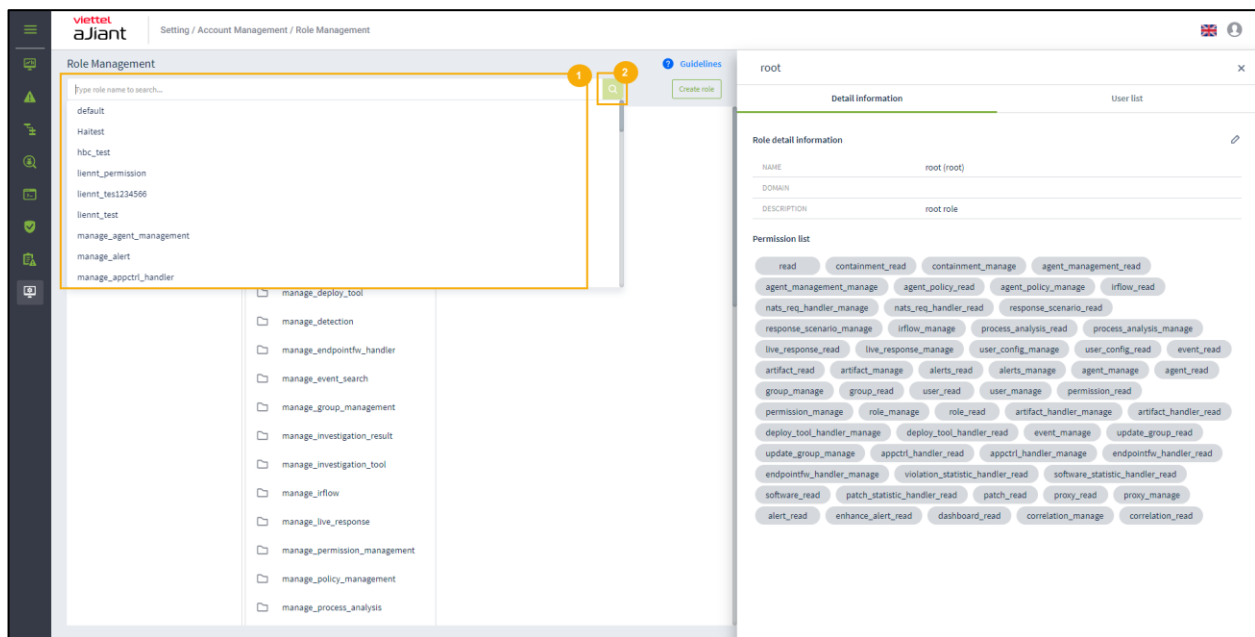 viettel
aJiant
Setting / Account Management / Role Management
Role Management
? Guidelines
1
2
Type role name to search...
Create role
default
Haitest
hbc_test
liennt_permission
liennt_tes1234566
liennt_test
manage_agent_management
manage_alert
manage_appctrl_handler
manage_deploy_tool
manage_detection
manage_endpointfw_handler
manage_event_search
manage_group_management
manage_investigation_result
manage_investigation_tool
manage_irflow
manage_live_response
manage_permission_management
manage_policy_management
manage_process_analysis
root
Detail information User list
Role detail information
NAME root (root)
DOMAIN
DESCRIPTION root role
Permission list
read containment_read containment_manage agent_management_read
agent_management_manage agent_policy_read agent_policy_manage irflow_read
nats_req_handler_manage nats_req_handler_read response_scenario_read
response_scenario_manage irflow_manage process_analysis_read process_analysis_manage
live_response_read live_response_manage user_config_manage user_config_read event_read
artifact_read artifact_manage alerts_read alerts_manage agent_manage agent_read
group_manage group_read user_read user_manage permission_read
permission_manage role_manage role_read artifact_handler_manage artifact_handler_read
deploy_tool_handler_manage deploy_tool_handler_read event_manage update_group_read
update_group_manage appctrl_handler_read appctrl_handler_manage endpointfw_handler_read
endpointfw_handler_manage violation_statistic_handler_read software_statistic_handler_read
software_read patch_statistic_handler_read patch_read proxy_read proxy_manage
alert_read enhance_alert_read dashboard_read correlation_manage correlation_read